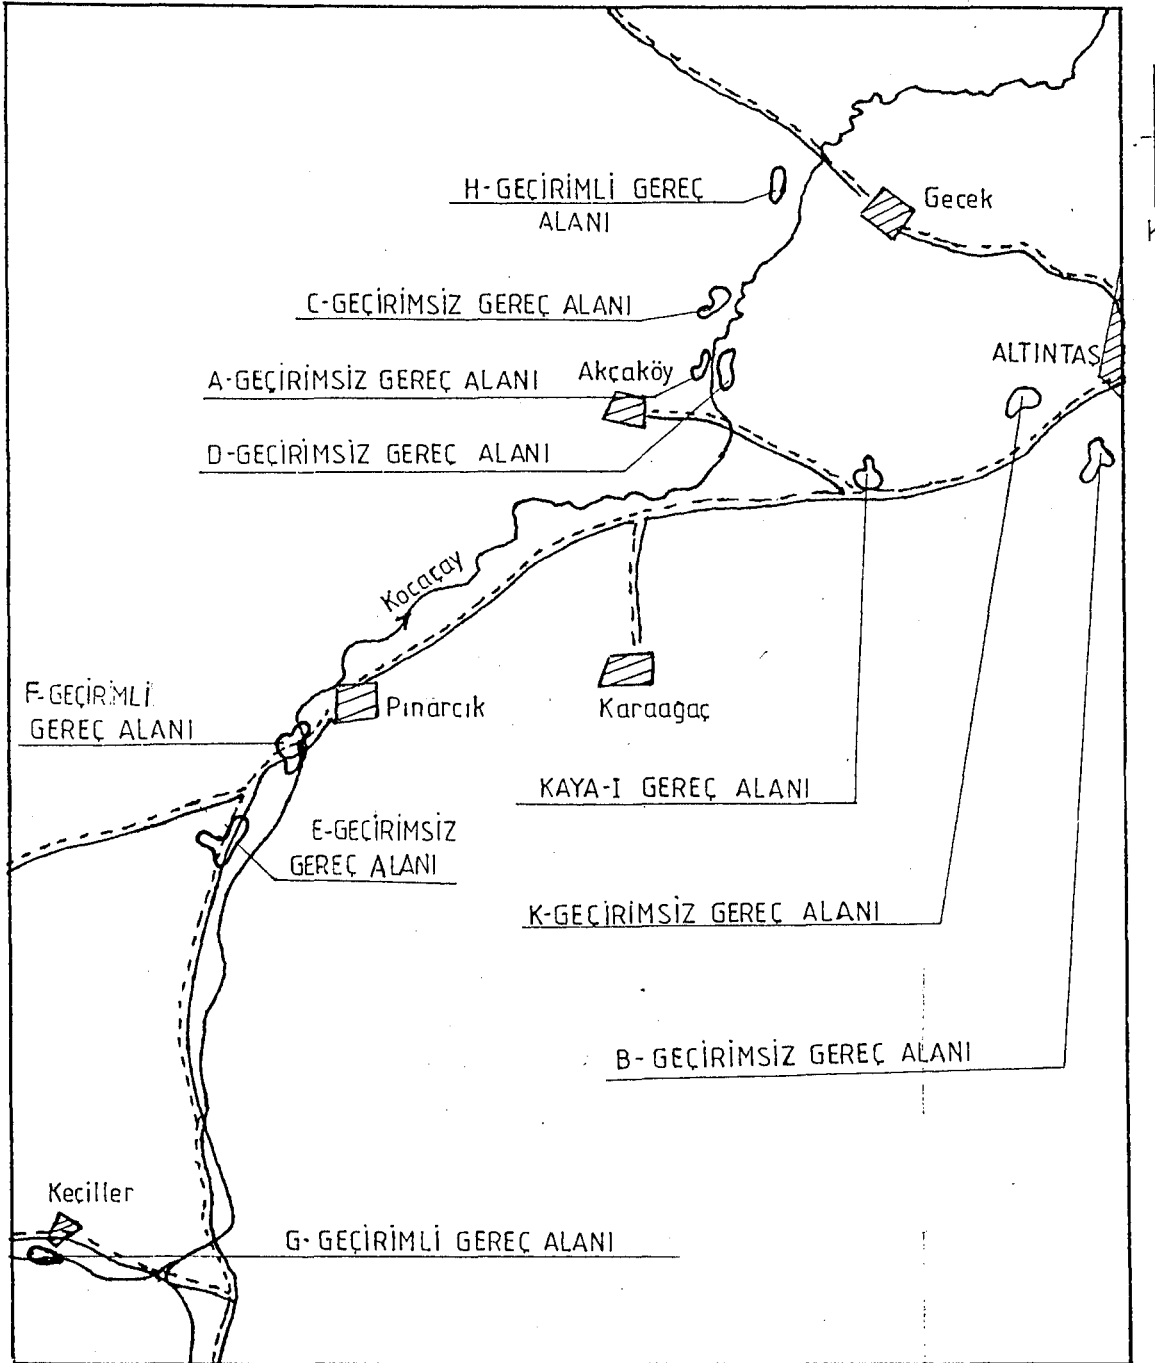 H-GEÇİRİMLİ GEREÇ
ALANI
Gecek
C-GEÇİRİMSİZ GEREÇ ALANI
ALTINTAŞ
A-GEÇİRİMSİZ GEREÇ ALANI
Akçaköy
D-GEÇİRİMSİZ GEREÇ ALANI
Kocaçay
F-GEÇİRİMLİ
GEREÇ ALANI
Pınarcık
Karaağaç
KAYA-I GEREÇ ALANI
E-GEÇİRİMSİZ
GEREÇ ALANI
K-GEÇİRİMSİZ GEREÇ ALANI
B-GEÇİRİMSİZ GEREÇ ALANI
Keçiller
G-GEÇİRİMLİ GEREÇ ALANI